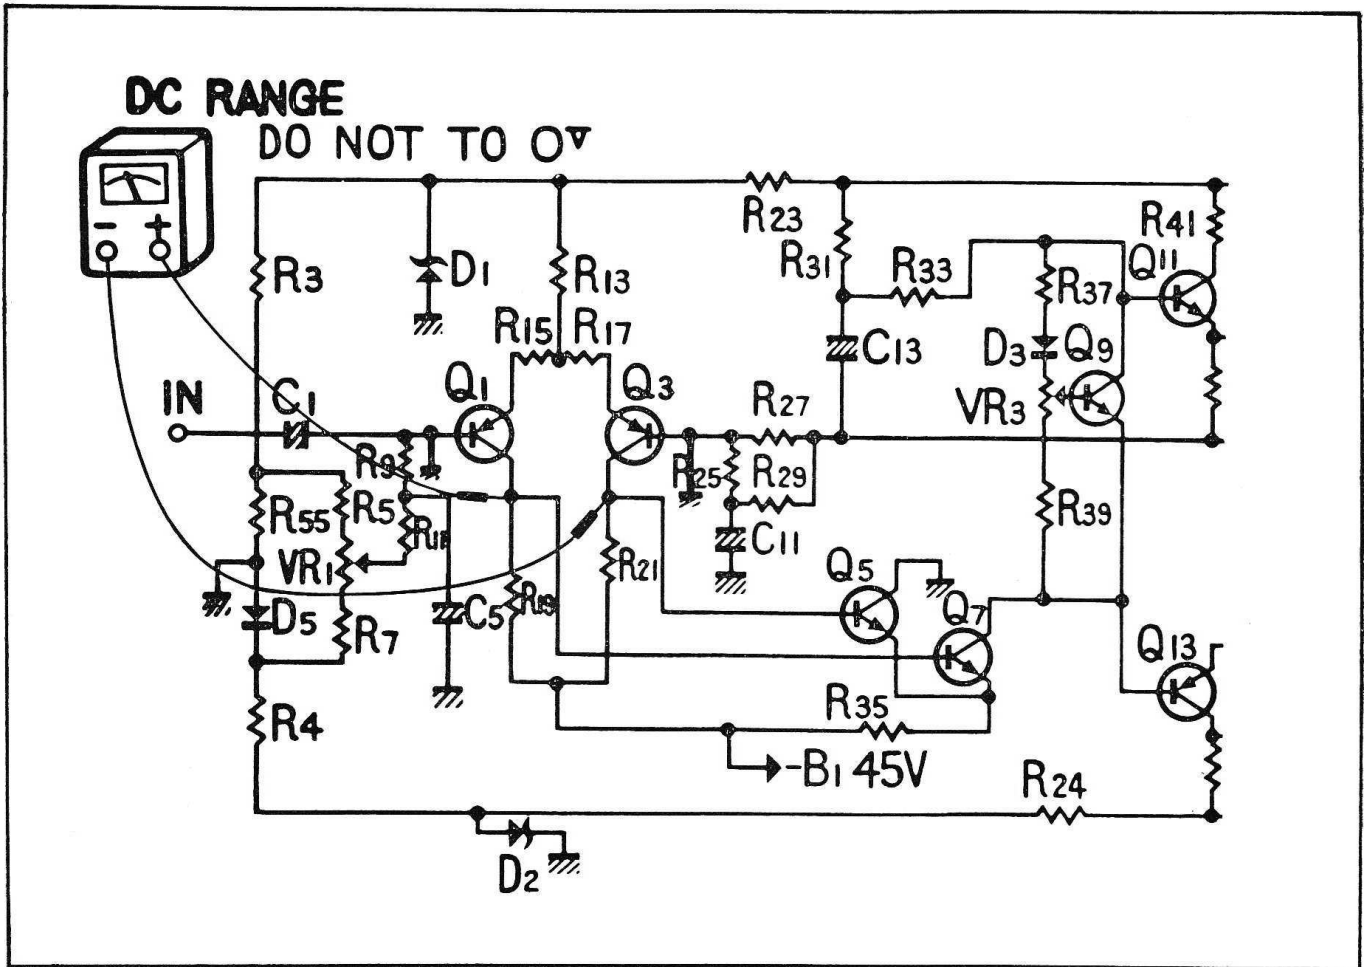 DC RANGE
DO NOT TO 0V
- +
R23
R41
R3
D1
R13
R31
R33
Q11
R37
R15 R17
C13
D3 Q9
Q1
Q3
IN
C1
R27
VR3
R9
R25 R29
R55
R5
R39
C11
VR1
R21
Q5
D5
C5
R19
Q7
R7
Q13
R4
R35
-B1 45V
R24
D2